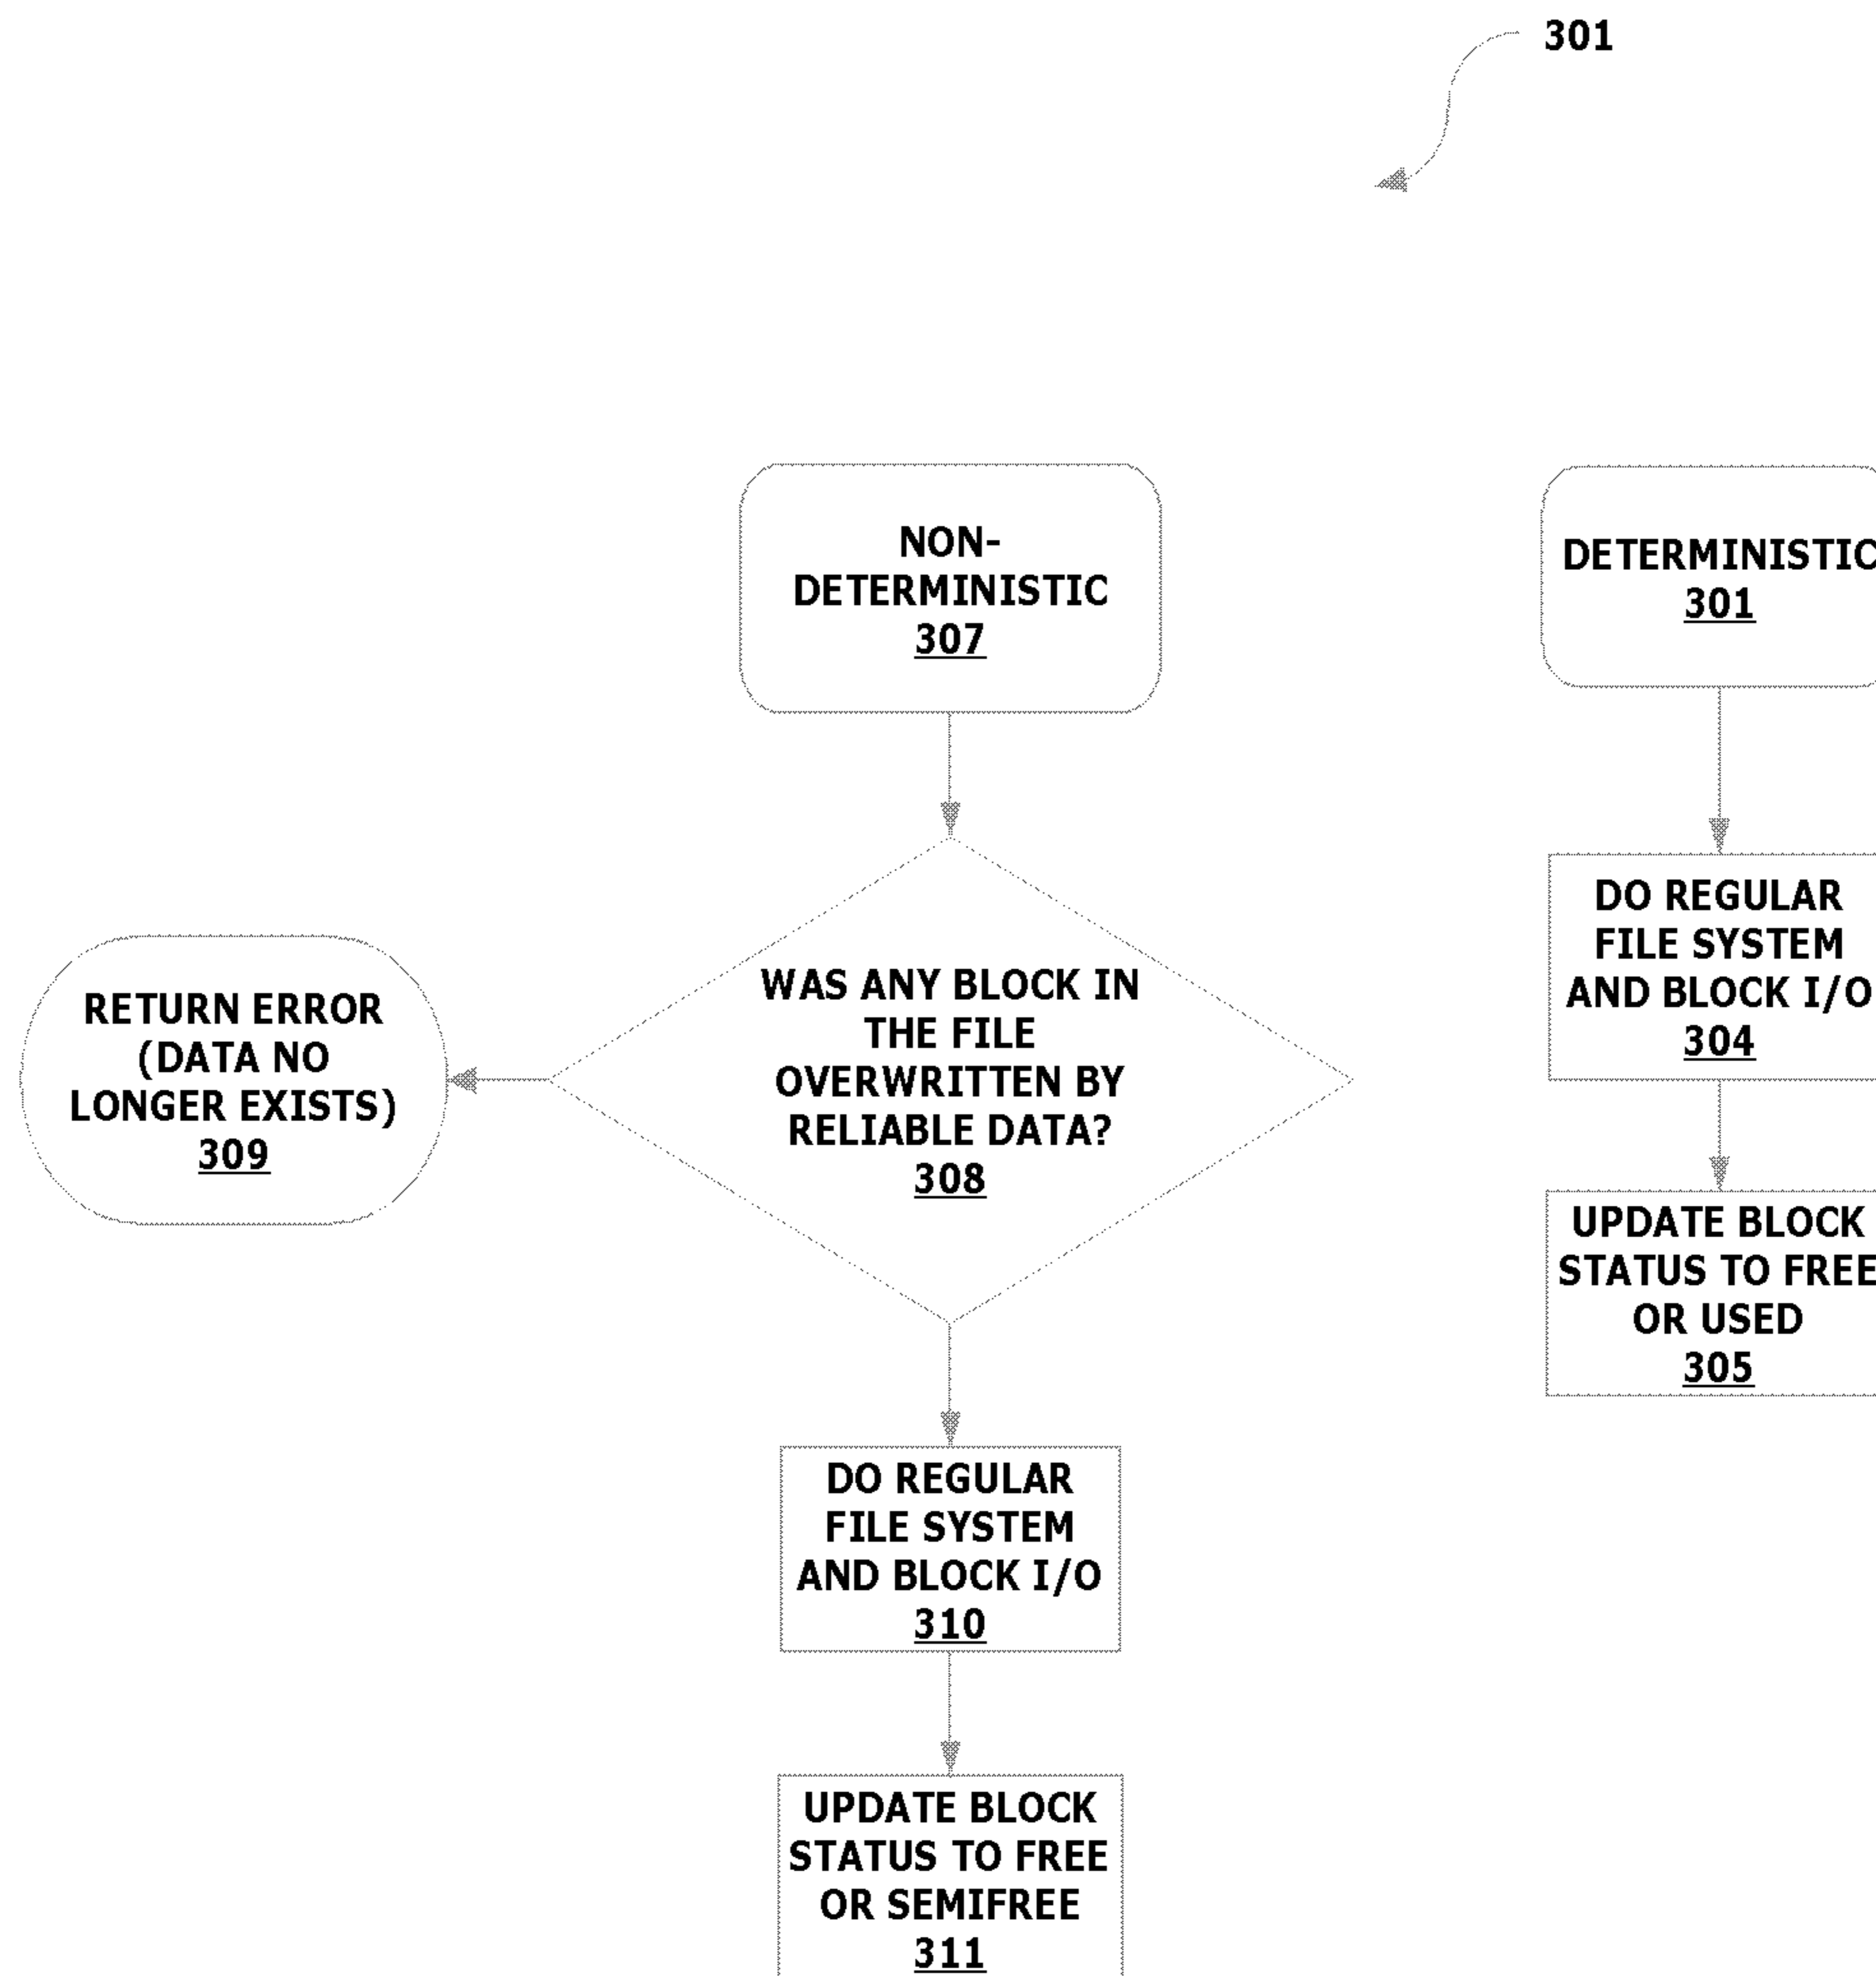 301
NON-
DETERMINISTIC
307
DETERMINISTIC
301
WAS ANY BLOCK IN
THE FILE
OVERWRITTEN BY
RELIABLE DATA?
308
RETURN ERROR
(DATA NO
LONGER EXISTS)
309
DO REGULAR
FILE SYSTEM
AND BLOCK I/O
310
UPDATE BLOCK
STATUS TO FREE
OR SEMIFREE
311
DO REGULAR
FILE SYSTEM
AND BLOCK I/O
304
UPDATE BLOCK
STATUS TO FREE
OR USED
305